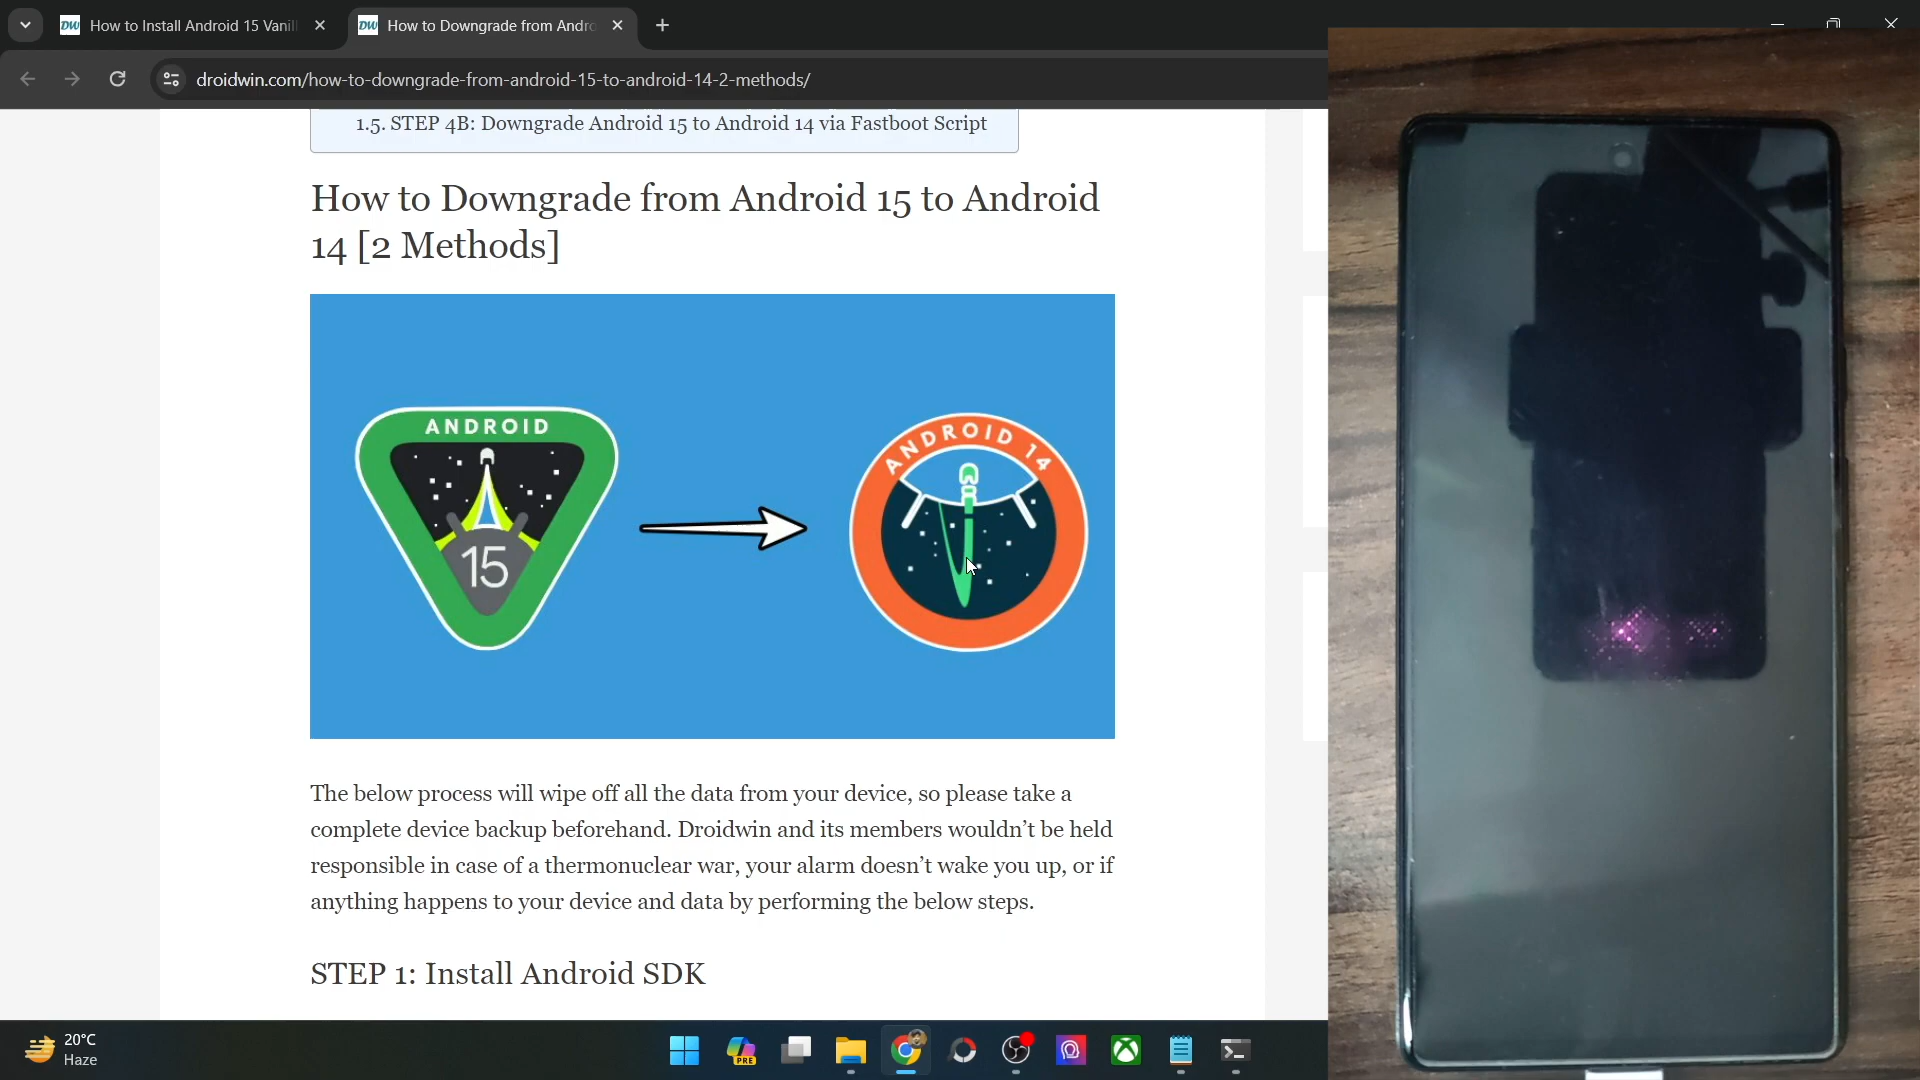 DW How to Install Android 15 Vanil
DW How to Downgrade from Andro
droidwin.com/how-to-downgrade-from-android-15-to-android-14-2-methods/
1.5. STEP 4B: Downgrade Android 15 to Android 14 via Fastboot Script
How to Downgrade from Android 15 to Android
14 [2 Methods]
ANDROID
15
ANDROID 14
The below process will wipe off all the data from your device, so please take a
complete device backup beforehand. Droidwin and its members wouldn’t be held
responsible in case of a thermonuclear war, your alarm doesn’t wake you up, or if
anything happens to your device and data by performing the below steps.
STEP 1: Install Android SDK
20°C
Haze
PRE